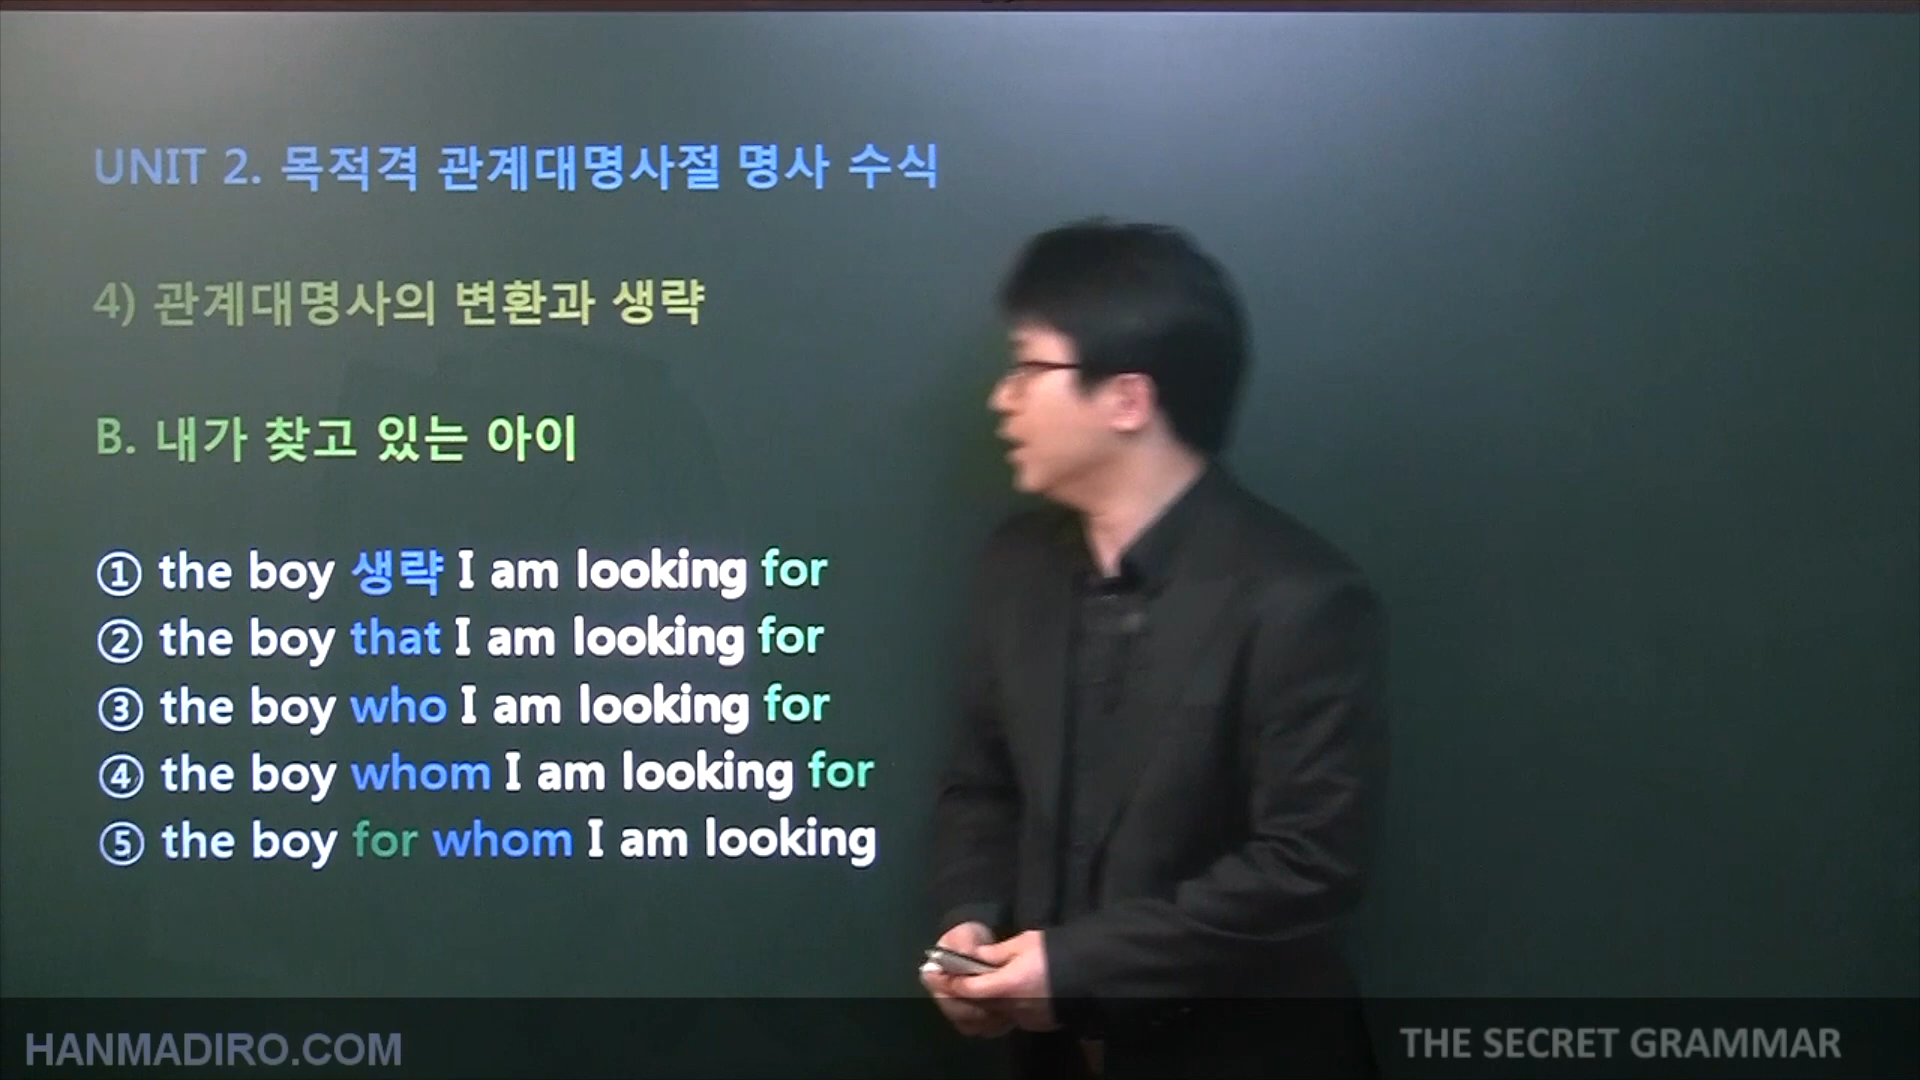 UNIT 2. 목적격 관계대명사절 명사 수식
4) 관계대명사의 변환과 생략
B. 내가 찾고 있는 아이
① the boy 생략 I am looking for
② the boy that I am looking for
③ the boy who I am looking for
④ the boy whom I am looking for
⑤ the boy for whom I am looking
HANMADIRO.COM
THE SECRET GRAMMAR